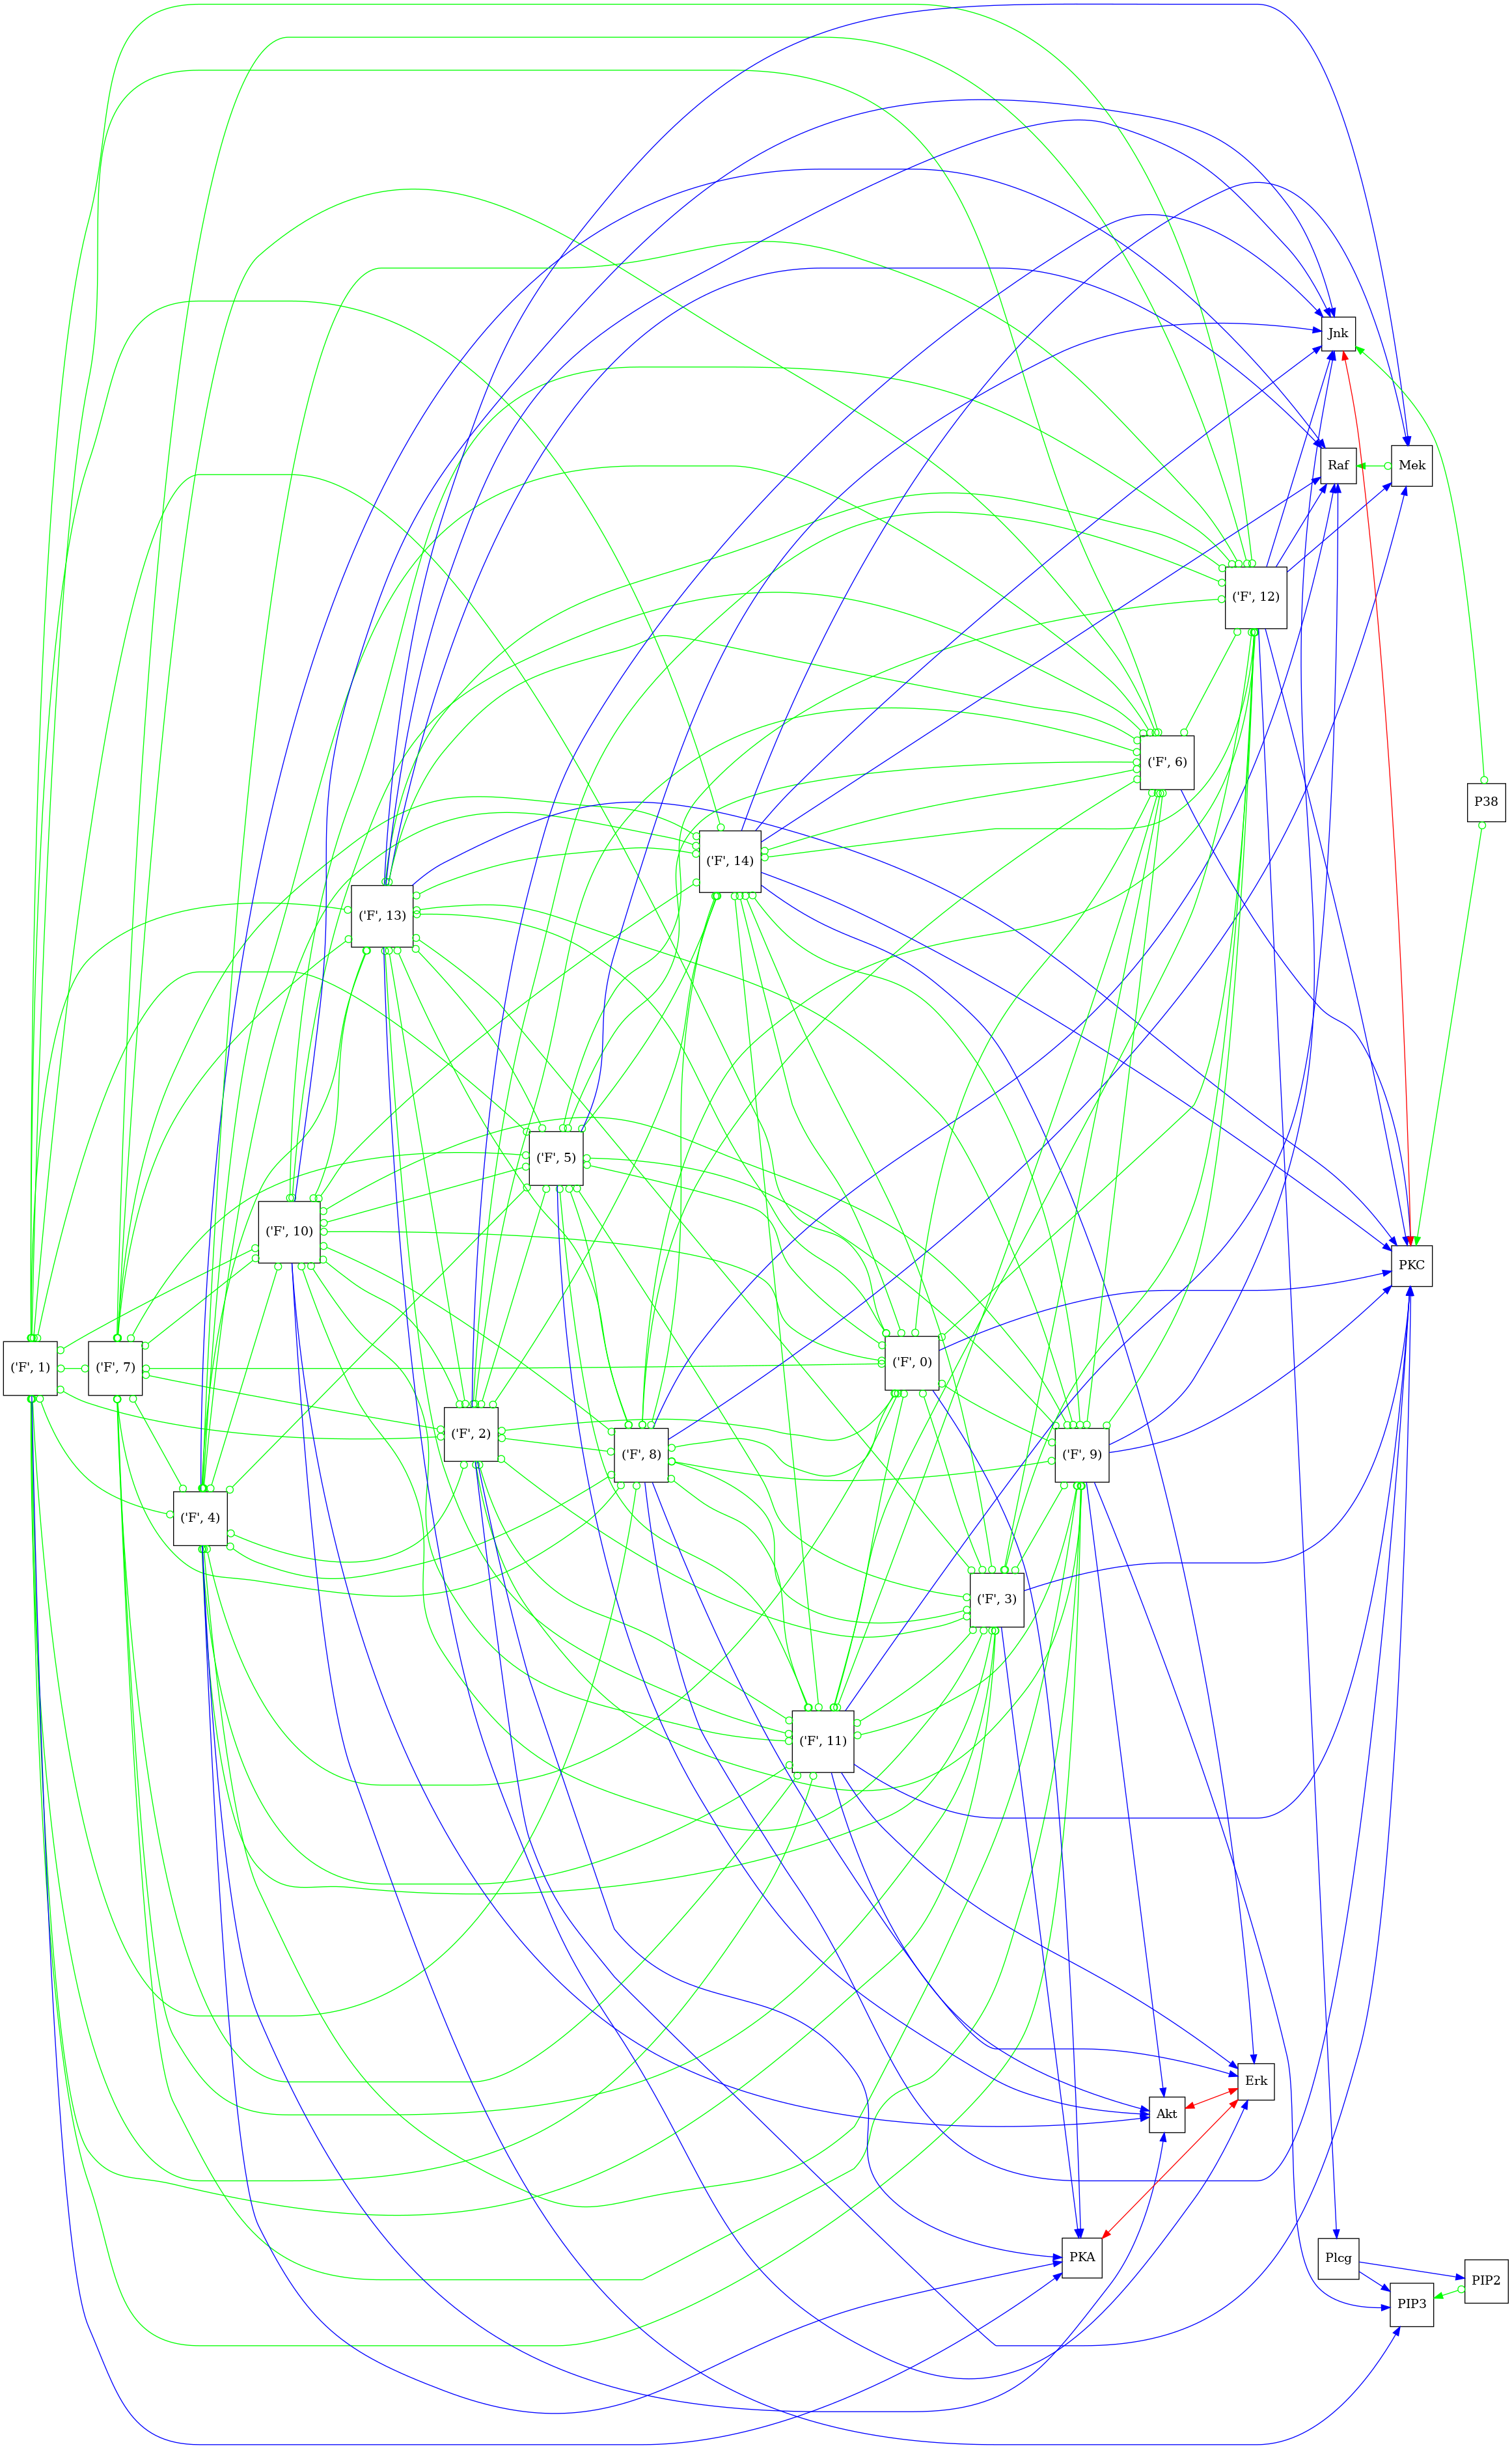 Jnk
Raf
Mek
('F', 12)
('F', 6)
P38
('F', 14)
('F', 13)
('F', 5)
('F', 10)
PKC
('F', 1)
('F', 7)
('F', 0)
('F', 2)
('F', 8)
('F', 9)
('F', 4)
('F', 3)
('F', 11)
Erk
Akt
PKA
Plcg
PIP2
PIP3